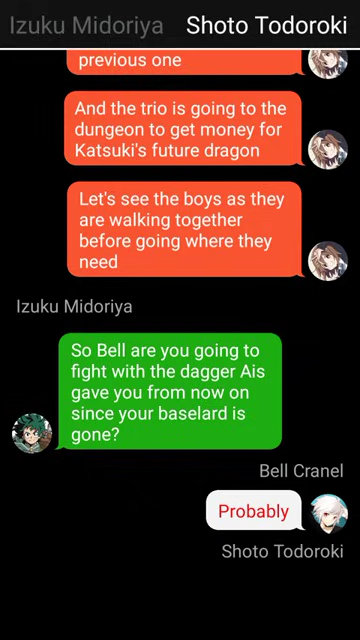 Izuku Midoriya Shoto Todoroki
previous one
And the trio is going to the
dungeon to get money for
Katsuki's future dragon
Let's see the boys as they
are walking together
before going where they
need
Izuku Midoriya
So Bell are you going to
fight with the dagger Ais
gave you from now on
since your baselard is
gone?
Bell Cranel
Probably
Shoto Todoroki